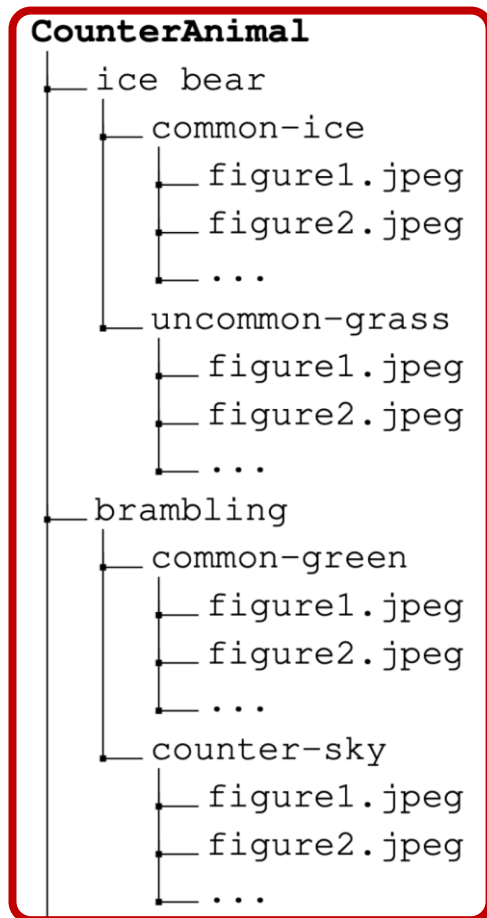 CounterAnimal
ice bear
common-ice
figure1.jpeg
figure2.jpeg
...
uncommon-grass
figure1.jpeg
figure2.jpeg
...
brambling
common-green
figure1.jpeg
figure2.jpeg
...
counter-sky
figure1.jpeg
figure2.jpeg
...